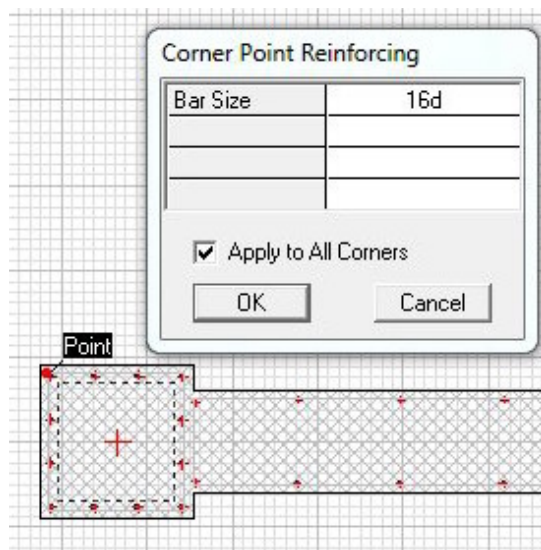 Corner Point Reinforcing
Bar Size 16d
Apply to All Corners
OK Cancel
Point